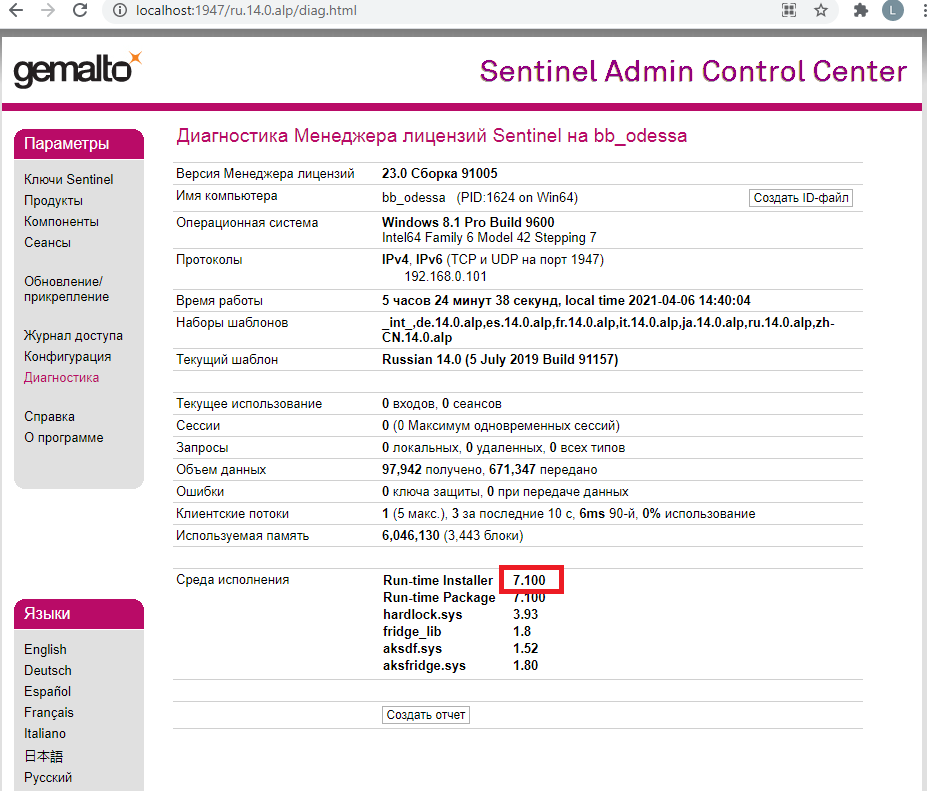 localhost:1947/ru.14.0.alp/diag.html
L
gemalto
Sentinel Admin Control Center
Параметры
Ключи Sentinel
Продукты
Компоненты
Сеансы
Обновление/
прикрепление
Журнал доступа
Конфигурация
Диагностика
Справка
О программе
Языки
English
Deutsch
Español
Français
Italiano
日本語
Русский
Диагностика Менеджера лицензий Sentinel на bb_odessa
Версия Менеджера лицензий 23.0 Сборка 91005
Имя компьютера bb_odessa (PID:1624 on Win64) Создать ID-файл
Операционная система Windows 8.1 Pro Build 9600
Intel64 Family 6 Model 42 Stepping 7
Протоколы IPv4, IPv6 (TCP и UDP на порт 1947)
192.168.0.101
Время работы 5 часов 24 минут 38 секунд, local time 2021-04-06 14:40:04
Наборы шаблонов _int_,de.14.0.alp,es.14.0.alp,fr.14.0.alp,it.14.0.alp,ja.14.0.alp,ru.14.0.alp,zh-
CN.14.0.alp
Текущий шаблон Russian 14.0 (5 July 2019 Build 91157)
Текущее использование 0 входов, 0 сеансов
Сессии 0 (0 Максимум одновременных сессий)
Запросы 0 локальных, 0 удаленных, 0 всех типов
Объем данных 97,942 получено, 671,347 передано
Ошибки 0 ключа защиты, 0 при передаче данных
Клиентские потоки 1 (5 макс.), 3 за последние 10 с, 6ms 90-й, 0% использование
Используемая память 6,046,130 (3,443 блоки)
Среда исполнения Run-time Installer 7.100
Run-time Package 7.100
hardlock.sys 3.93
fridge_lib 1.8
aksdf.sys 1.52
aksfridge.sys 1.80
Создать отчет